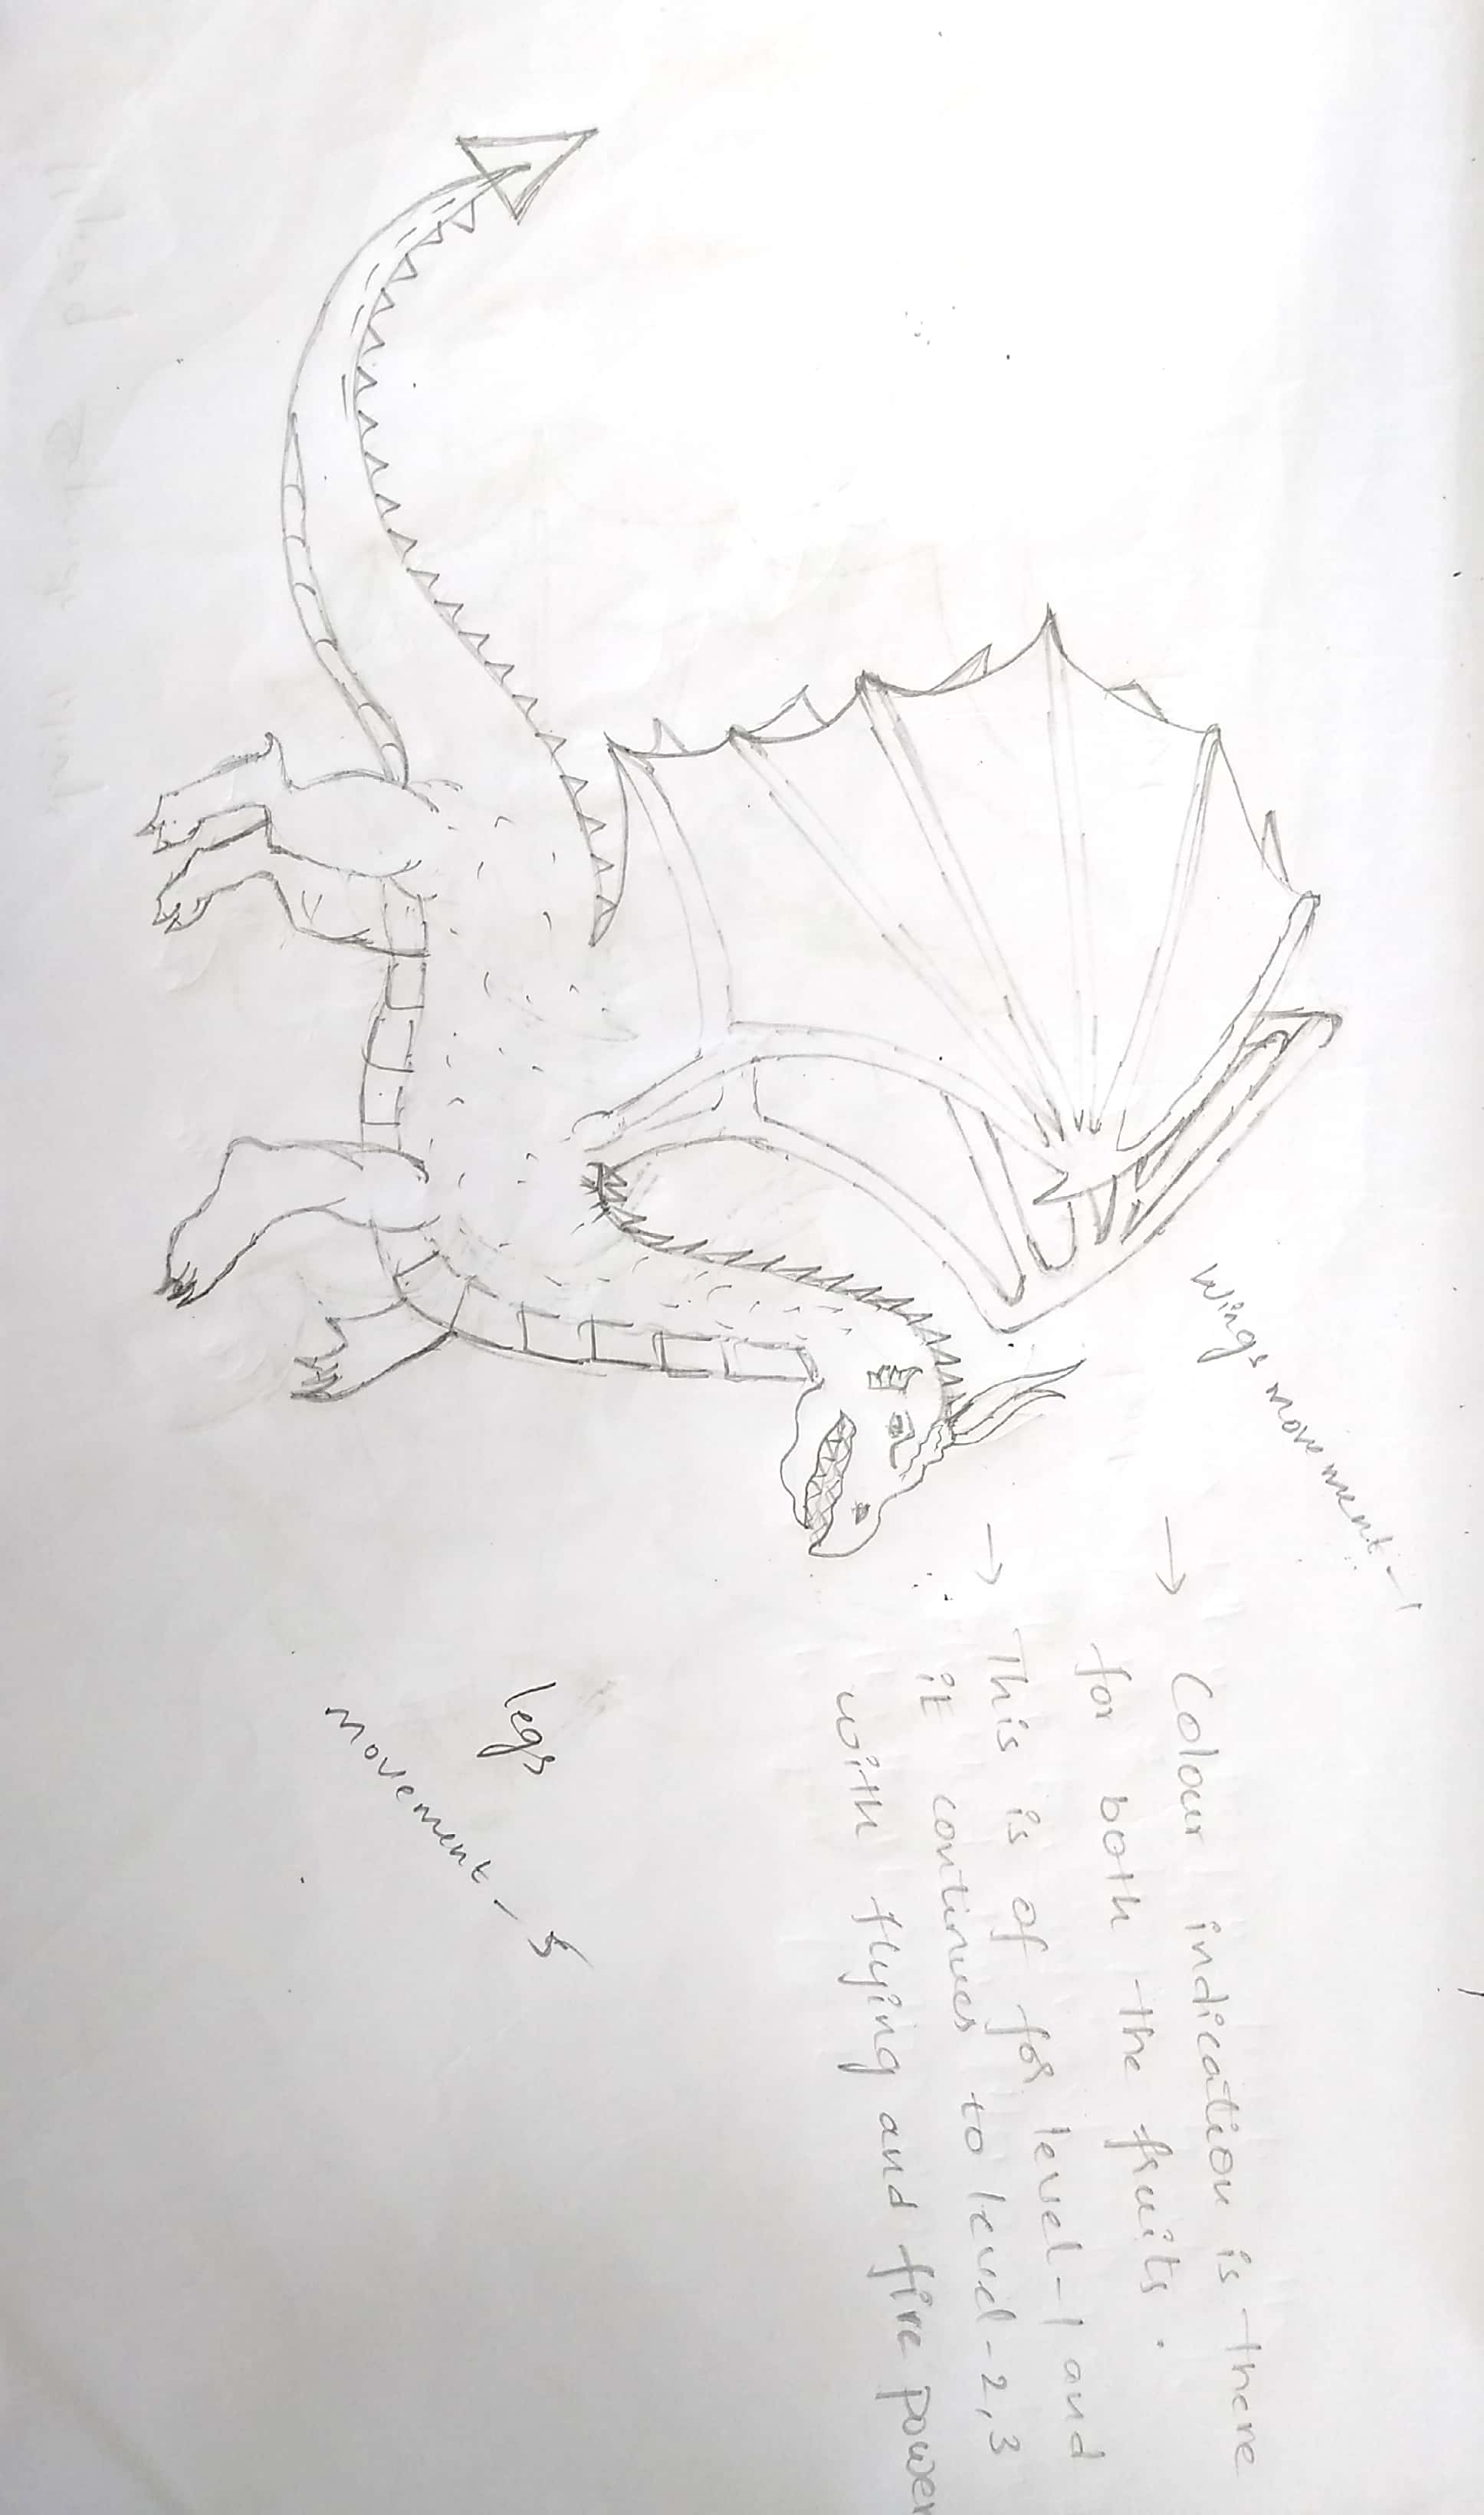 wings movement - 1
→ Colour indication is there
for both the fruits.
→ This is of for level-1 and
it continues to level-2,3
with flying and fire power
legs
movement - 5